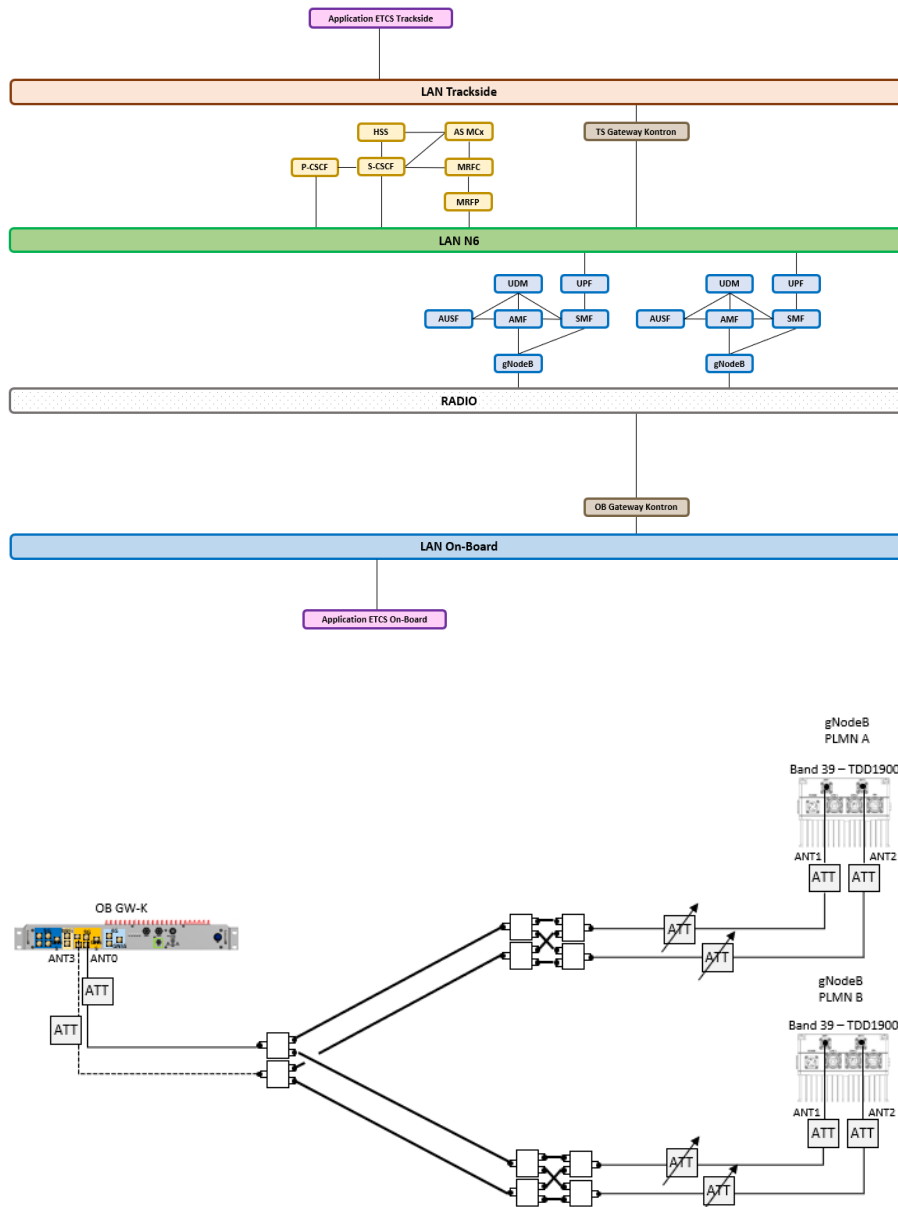 Application ETCS Trackside
LAN Trackside
HSS
AS MCx
TS Gateway Kontron
P-CSCF
S-CSCF
MRFC
MRFP
LAN N6
UDM
UPF
UDM
UPF
AUSF
AMF
SMF
AUSF
AMF
SMF
gNodeB
gNodeB
RADIO
OB Gateway Kontron
LAN On-Board
Application ETCS On-Board
gNodeB
PLMN A
Band 39 – TDD1900
ANT1
ANT2
ATT
ATT
OB GW-K
ANT3
ANT0
ATT
ATT
ATT
ATT
gNodeB
PLMN B
Band 39 – TDD1900
ANT1
ANT2
ATT
ATT
ATT
ATT